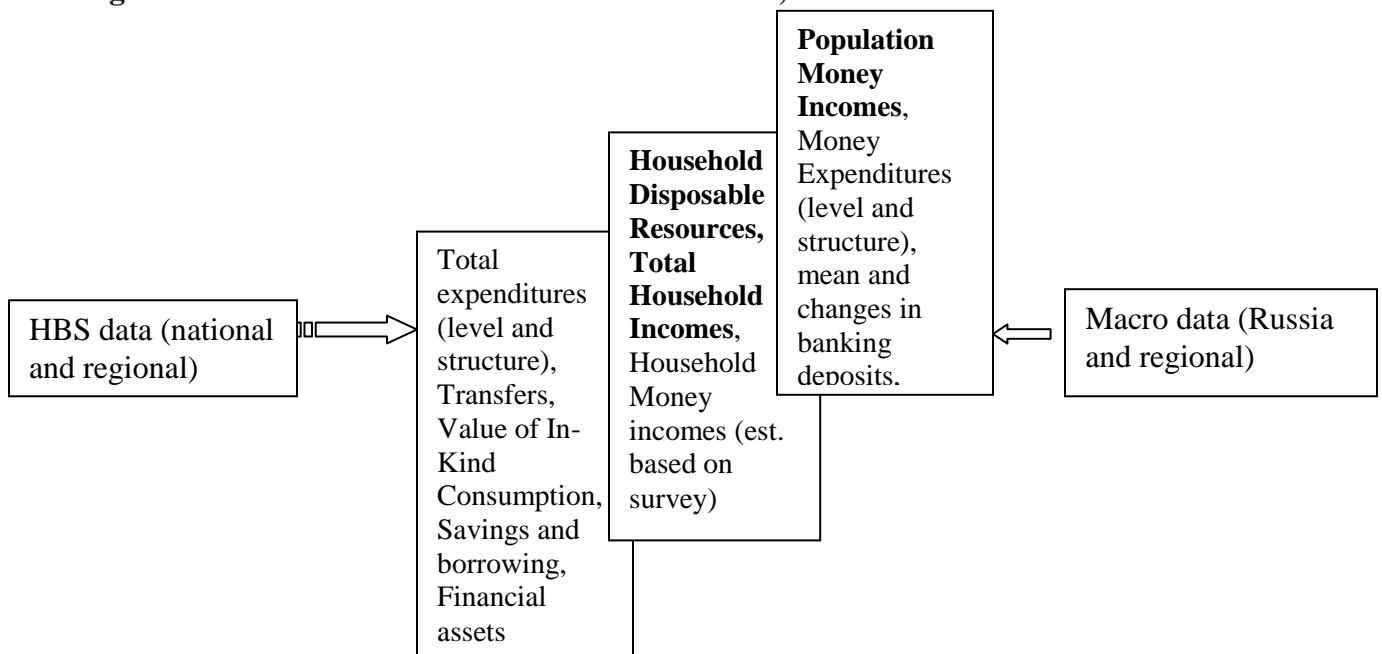 HBS data (national
and regional)
Total
expenditures
(level and
structure),
Transfers,
Value of In-
Kind
Consumption,
Savings and
borrowing,
Financial
assets
Household
Disposable
Resources,
Total
Household
Incomes,
Household
Money
incomes (est.
based on
survey)
Population
Money
Incomes,
Money
Expenditures
(level and
structure),
mean and
changes in
banking
deposits,
Macro data (Russia
and regional)